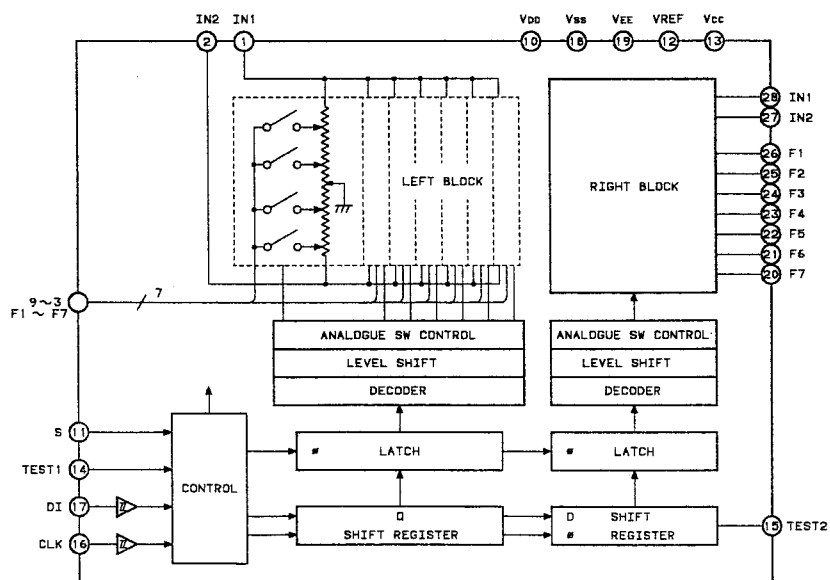 IN2 IN1 VDD VSS VEE VREF VCC
2 1 10 18 19 12 13
28 IN1
27 IN2
26 F1
25 F2
24 F3
23 F4
22 F5
21 F6
20 F7
LEFT BLOCK
RIGHT BLOCK
7
9~3
F1 ~ F7
ANALOGUE SW CONTROL
LEVEL SHIFT
DECODER
ANALOGUE SW CONTROL
LEVEL SHIFT
DECODER
S 11
TEST1 14
DI 17
CLK 16
CONTROL
ø LATCH
ø LATCH
Q
SHIFT REGISTER
D SHIFT
ø REGISTER
15 TEST2